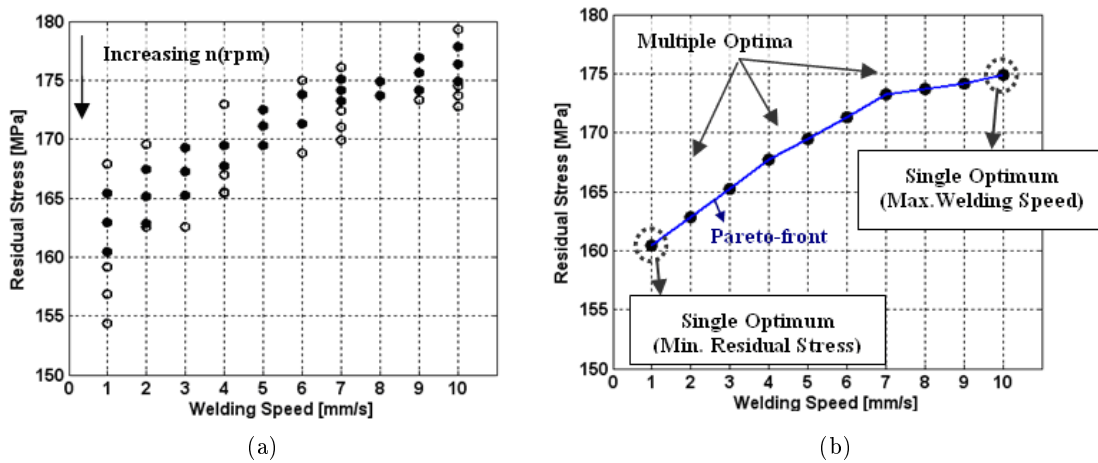 180
175
170
165
160
155
150
Residual Stress [MPa]
Increasing n(rpm)
0 1 2 3 4 5 6 7 8 9 10
Welding Speed [mm/s]
(a)
180
175
170
165
160
155
150
Residual Stress [MPa]
Multiple Optima
Single Optimum
(Max.Welding Speed)
Pareto-front
Single Optimum
(Min. Residual Stress)
0 1 2 3 4 5 6 7 8 9 10
Welding Speed [mm/s]
(b)